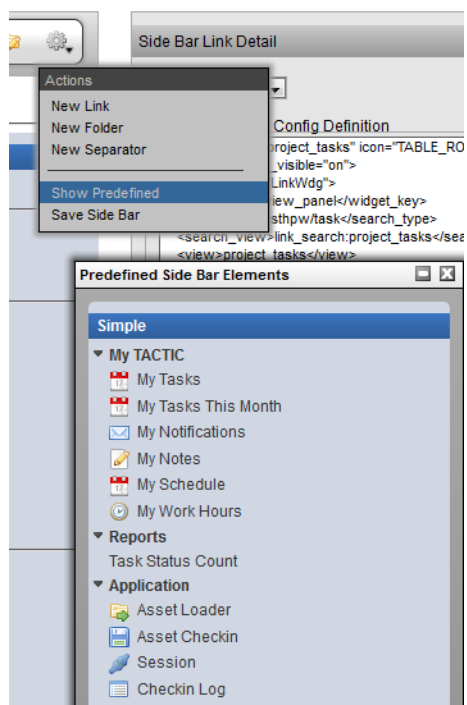 Side Bar Link Detail
Actions
New Link
New Folder
New Separator
Show Predefined
Save Side Bar
Config Definition
project_tasks" icon="TABLE_RO
_visible="on">
LinkWdg">
iew_panel</widget_key>
sthpw/task</search_type>
<search_view>link_search:project_tasks</sea
<view>project_tasks</view>
Predefined Side Bar Elements
Simple
My TACTIC
My Tasks
My Tasks This Month
My Notifications
My Notes
My Schedule
My Work Hours
Reports
Task Status Count
Application
Asset Loader
Asset Checkin
Session
Checkin Log